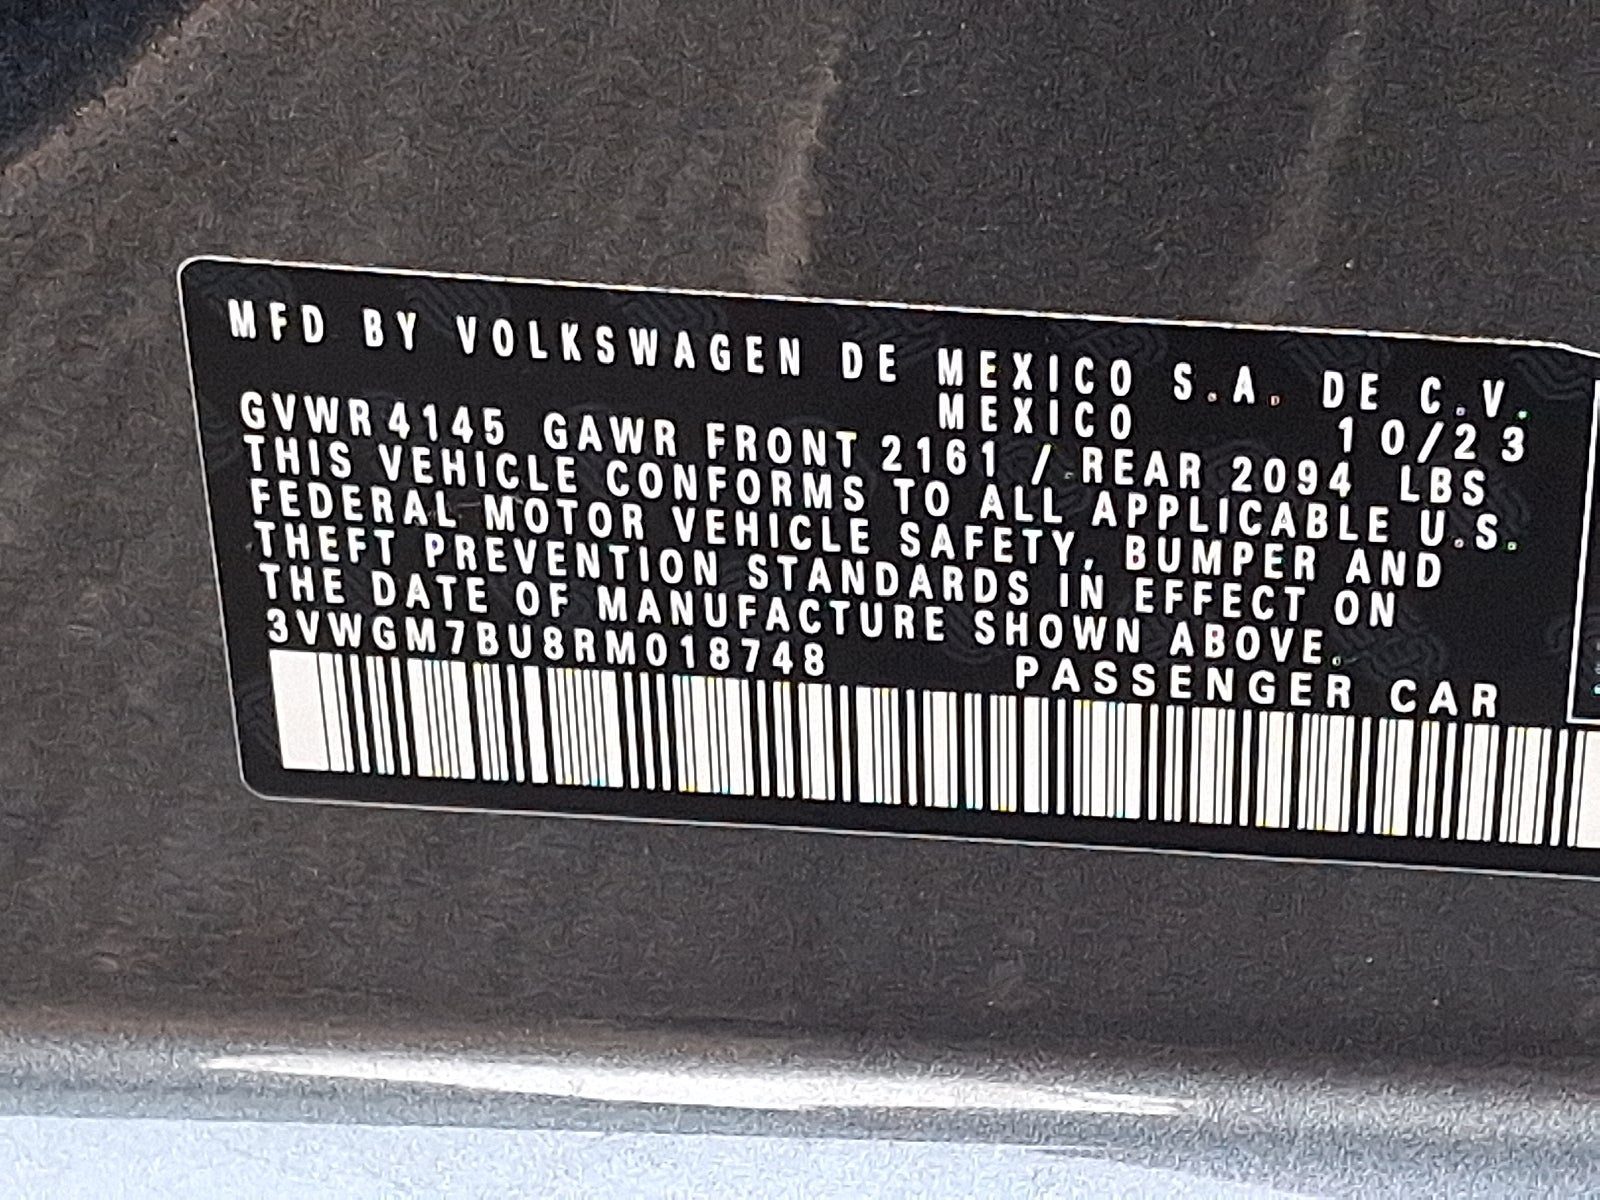 MFD BY VOLKSWAGEN DE MEXICO S.A. DE C.V.
MEXICO 10/23
GVWR 4145 GAWR FRONT 2161 / REAR 2094 LBS
THIS VEHICLE CONFORMS TO ALL APPLICABLE U.S.
FEDERAL MOTOR VEHICLE SAFETY, BUMPER AND
THEFT PREVENTION STANDARDS IN EFFECT ON
THE DATE OF MANUFACTURE SHOWN ABOVE.
3VWGM7BU8RM018748 PASSENGER CAR